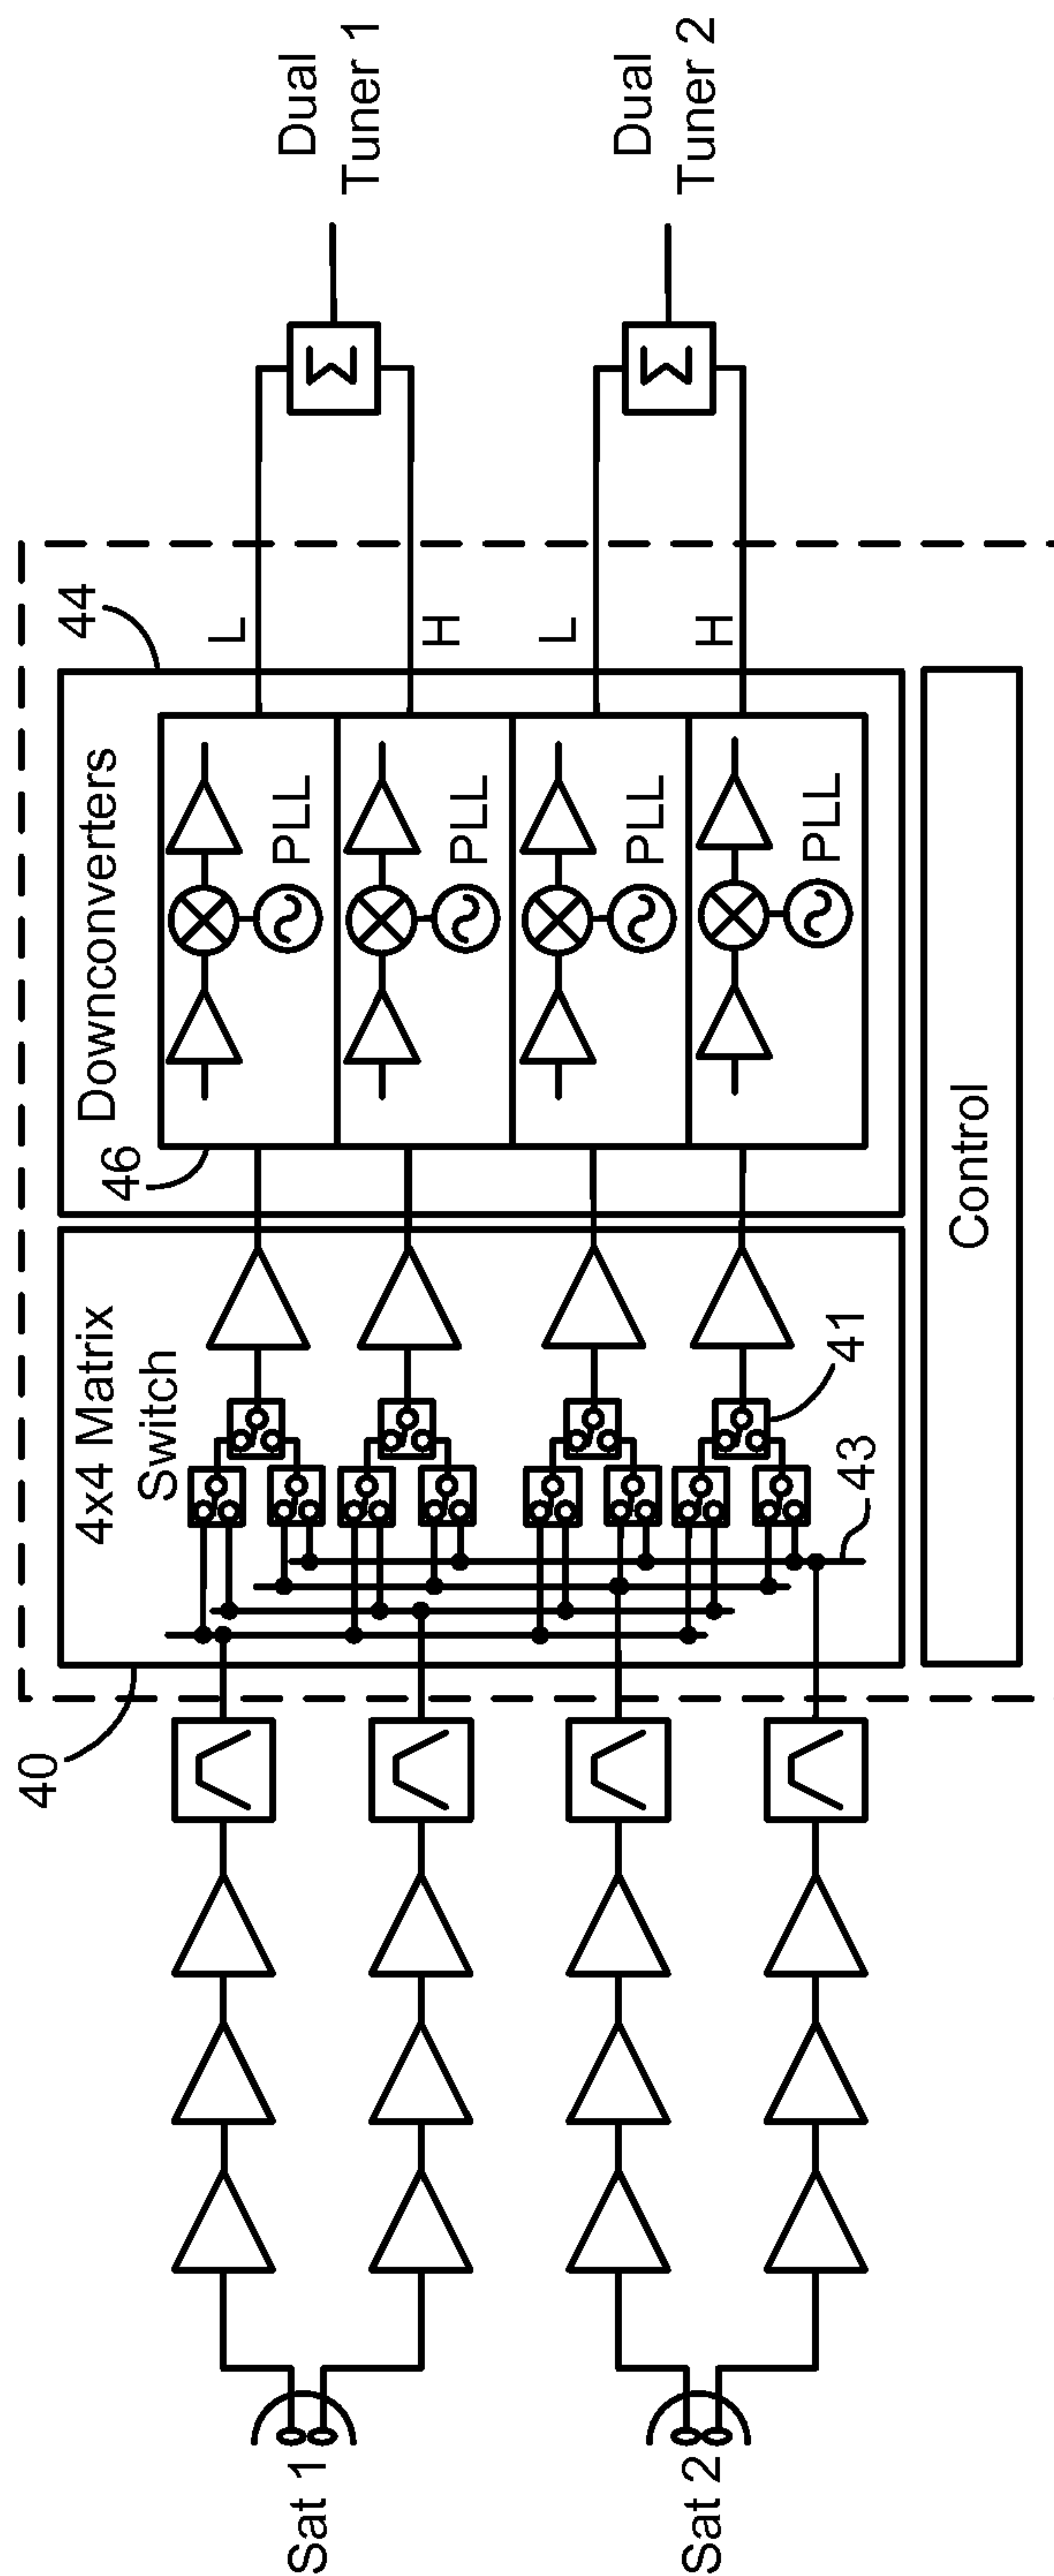 Sat 1
Sat 2
40
4x4 Matrix
Switch
43
41
46
Downconverters
PLL
PLL
PLL
PLL
44
Control
L
H
L
H
Σ
Σ
Dual
Tuner 1
Dual
Tuner 2